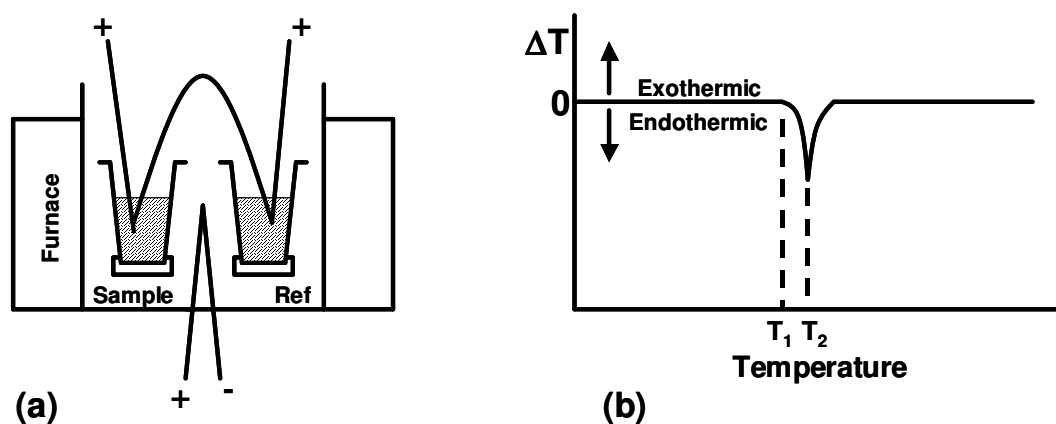 + +
Furnace
Sample Ref
+ -
(a)
ΔT
0
Exothermic
Endothermic
T₁ T₂
Temperature
(b)